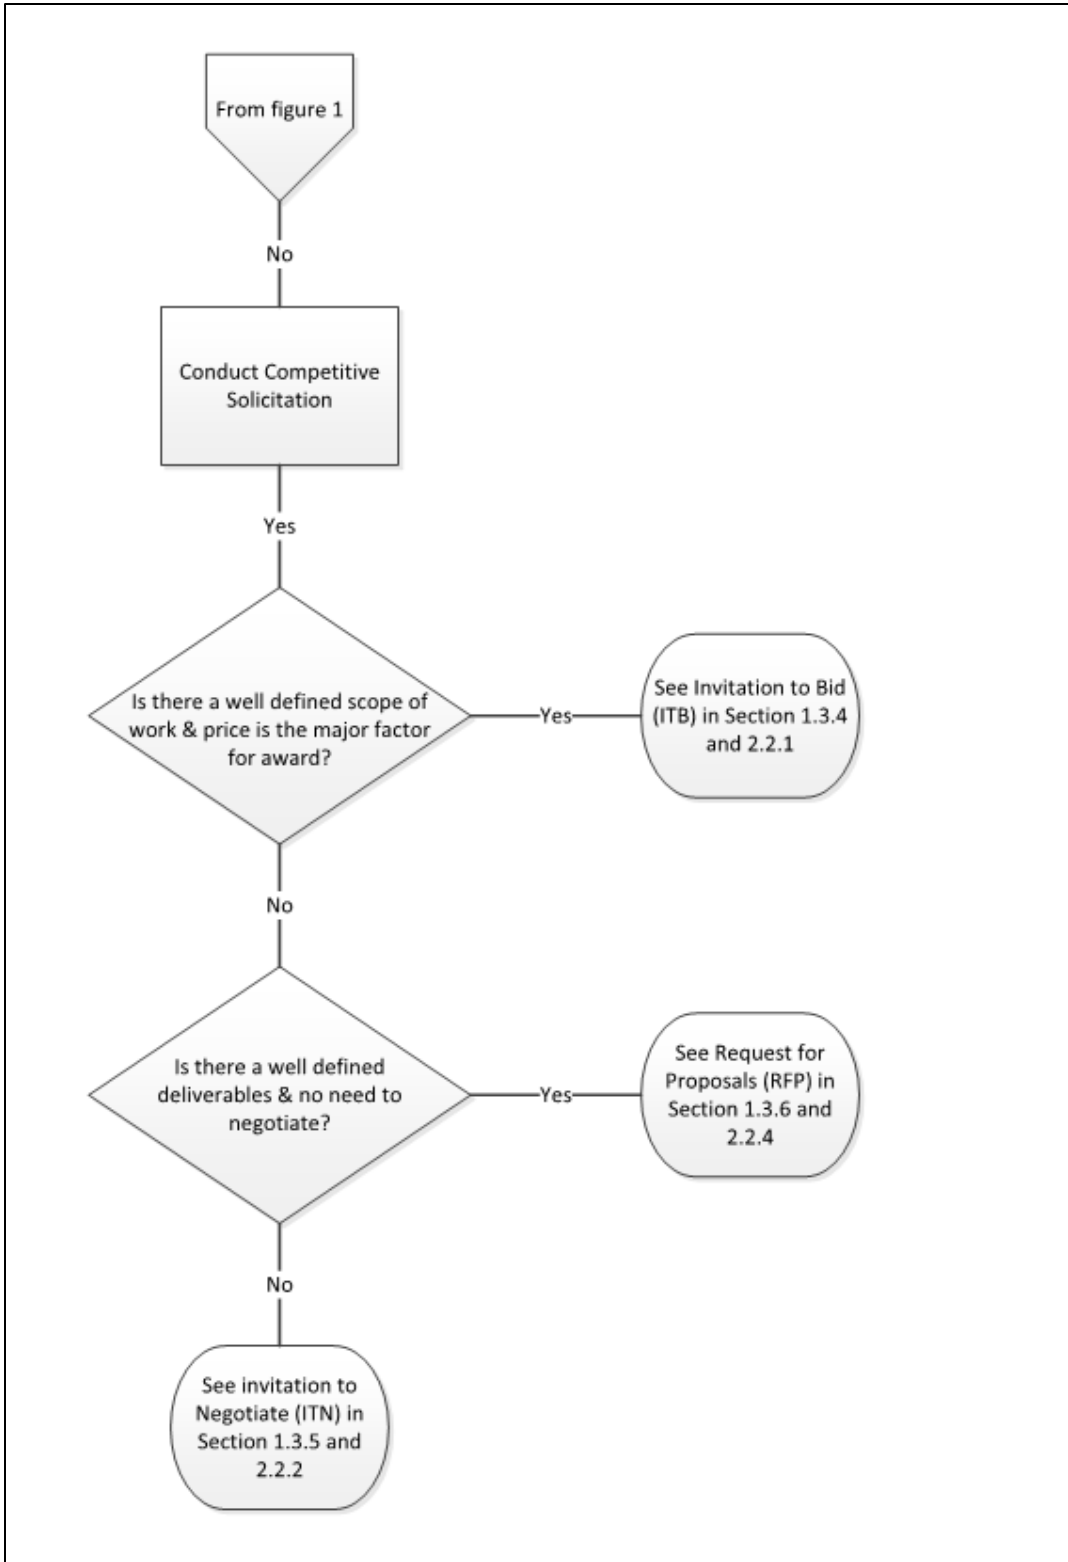 From figure 1
No
Conduct Competitive
Solicitation
Yes
Is there a well defined scope of
work & price is the major factor
for award?
Yes
See Invitation to Bid
(ITB) in Section 1.3.4
and 2.2.1
No
Is there a well defined
deliverables & no need to
negotiate?
Yes
See Request for
Proposals (RFP) in
Section 1.3.6 and
2.2.4
No
See invitation to
Negotiate (ITN) in
Section 1.3.5 and
2.2.2